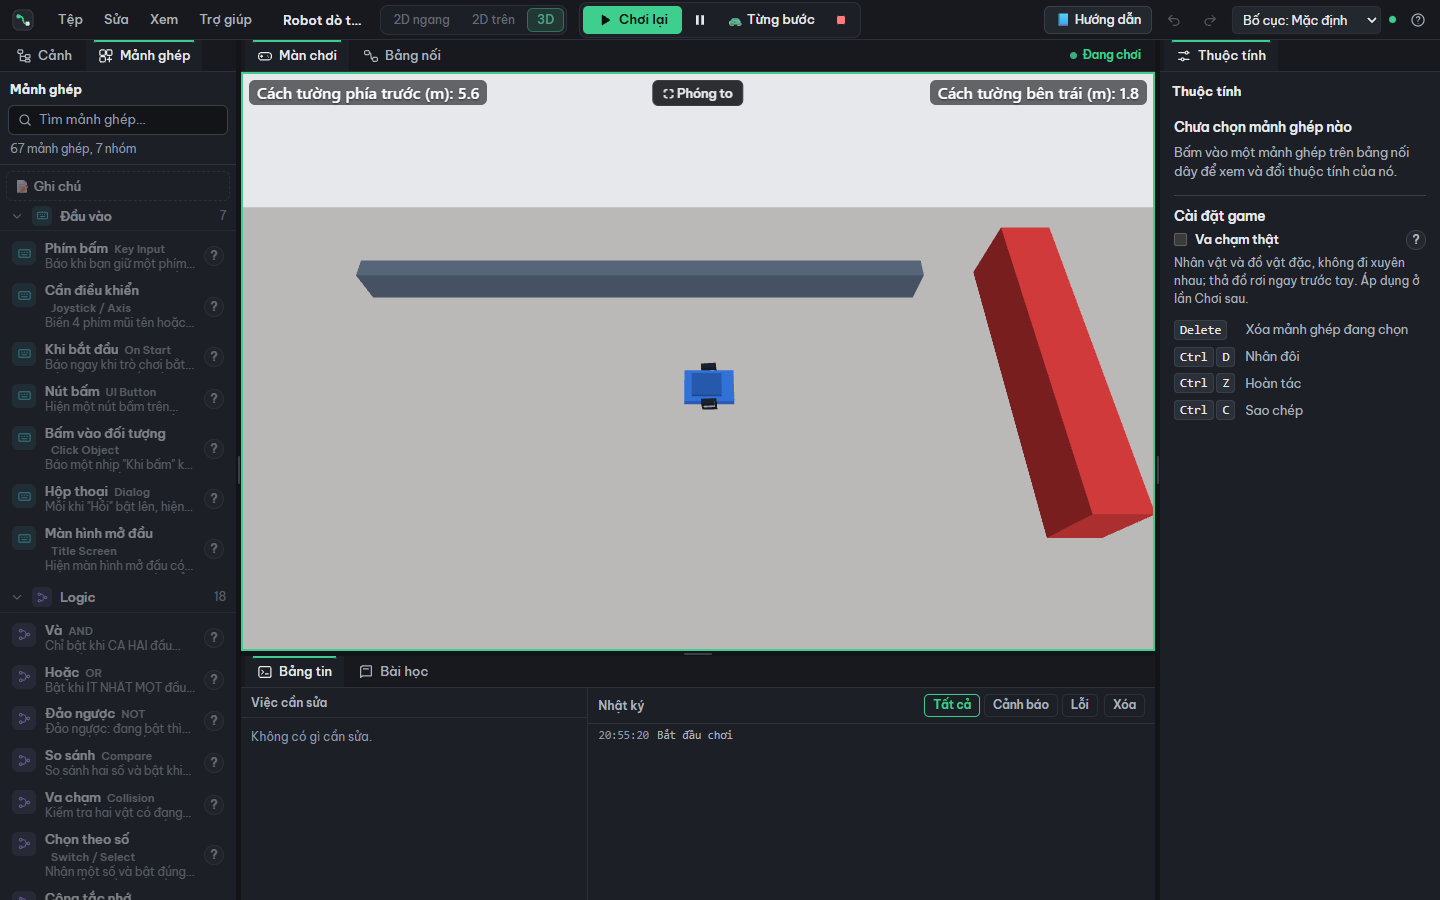 Tệp Sửa Xem Trợ giúp Robot dò t... 2D ngang 2D trên 3D Chơi lại Từng bước Hướng dẫn Bố cục: Mặc định
Cảnh Mảnh ghép
Mảnh ghép
Tìm mảnh ghép...
67 mảnh ghép, 7 nhóm
Ghi chú
Đầu vào 7
Phím bấm Key Input
Báo khi bạn giữ một phím...
Cần điều khiển
Joystick / Axis
Biến 4 phím mũi tên hoặc...
Khi bắt đầu On Start
Báo ngay khi trò chơi bắt...
Nút bấm UI Button
Hiện một nút bấm trên...
Bấm vào đối tượng
Click Object
Báo một nhịp "Khi bấm" k...
Hộp thoại Dialog
Mỗi khi "Hỏi" bật lên, hiện...
Màn hình mở đầu
Title Screen
Hiện màn hình mở đầu có...
Logic 18
Và AND
Chỉ bật khi CẢ HAI đầu...
Hoặc OR
Bật khi ÍT NHẤT MỘT đầu...
Đảo ngược NOT
Đảo ngược: đang bật thì...
So sánh Compare
So sánh hai số và bật khi...
Va chạm Collision
Kiểm tra hai vật có đang...
Chọn theo số
Switch / Select
Nhận một số và bật đúng...
Công tắc nhớ
Màn chơi Bảng nối Đang chơi
Cách tường phía trước (m): 5.6 Phóng to Cách tường bên trái (m): 1.8
Bảng tin Bài học
Việc cần sửa
Không có gì cần sửa.
Nhật ký Tất cả Cảnh báo Lỗi Xóa
20:55:20 Bắt đầu chơi
Thuộc tính
Thuộc tính
Chưa chọn mảnh ghép nào
Bấm vào một mảnh ghép trên bảng nối
dây để xem và đổi thuộc tính của nó.
Cài đặt game
Va chạm thật ?
Nhân vật và đồ vật đặc, không đi xuyên
nhau; thả đồ rơi ngay trước tay. Áp dụng ở
lần Chơi sau.
Delete Xóa mảnh ghép đang chọn
Ctrl D Nhân đôi
Ctrl Z Hoàn tác
Ctrl C Sao chép